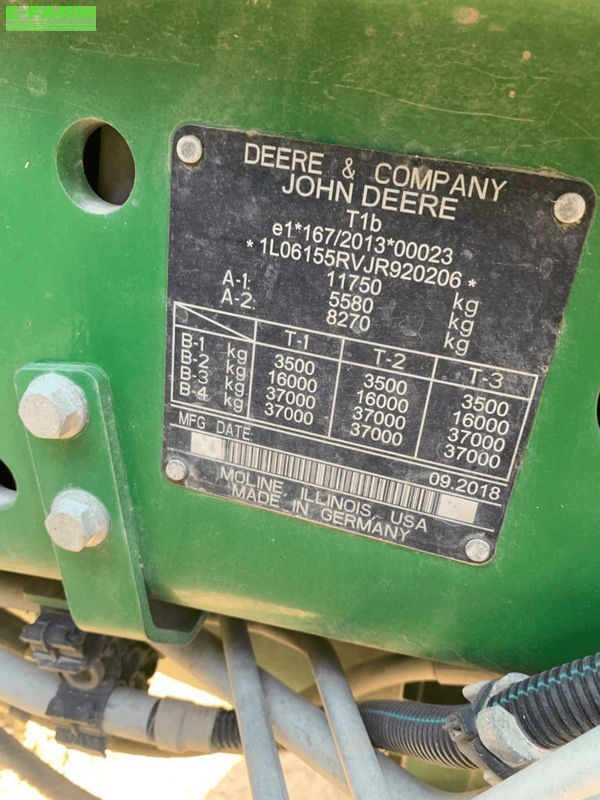 E-FARM
DEERE & COMPANY
JOHN DEERE
T1b
e1*167/2013*00023
*1L06155RVJR920206*
11750 kg
A-1: 5580 kg
A-2: 8270 kg
T-1 T-2 T-3
B-1 kg 3500 3500 3500
B-2 kg 16000 16000 16000
B-3 kg 37000 37000 37000
B-4 kg 37000 37000 37000
MFG DATE:
09.2018
MOLINE, ILLINOIS, USA
MADE IN GERMANY